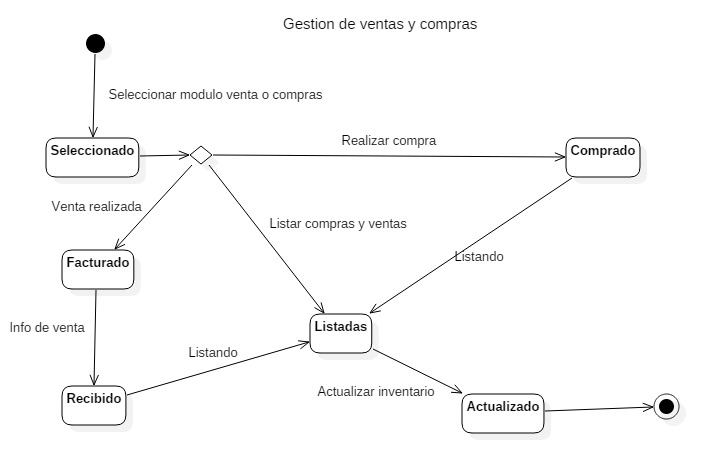 Gestion de ventas y compras
Seleccionar modulo venta o compras
Realizar compra
Seleccionado
Comprado
Venta realizada
Listar compras y ventas
Facturado
Listando
Info de venta
Listadas
Listando
Actualizar inventario
Recibido
Actualizado